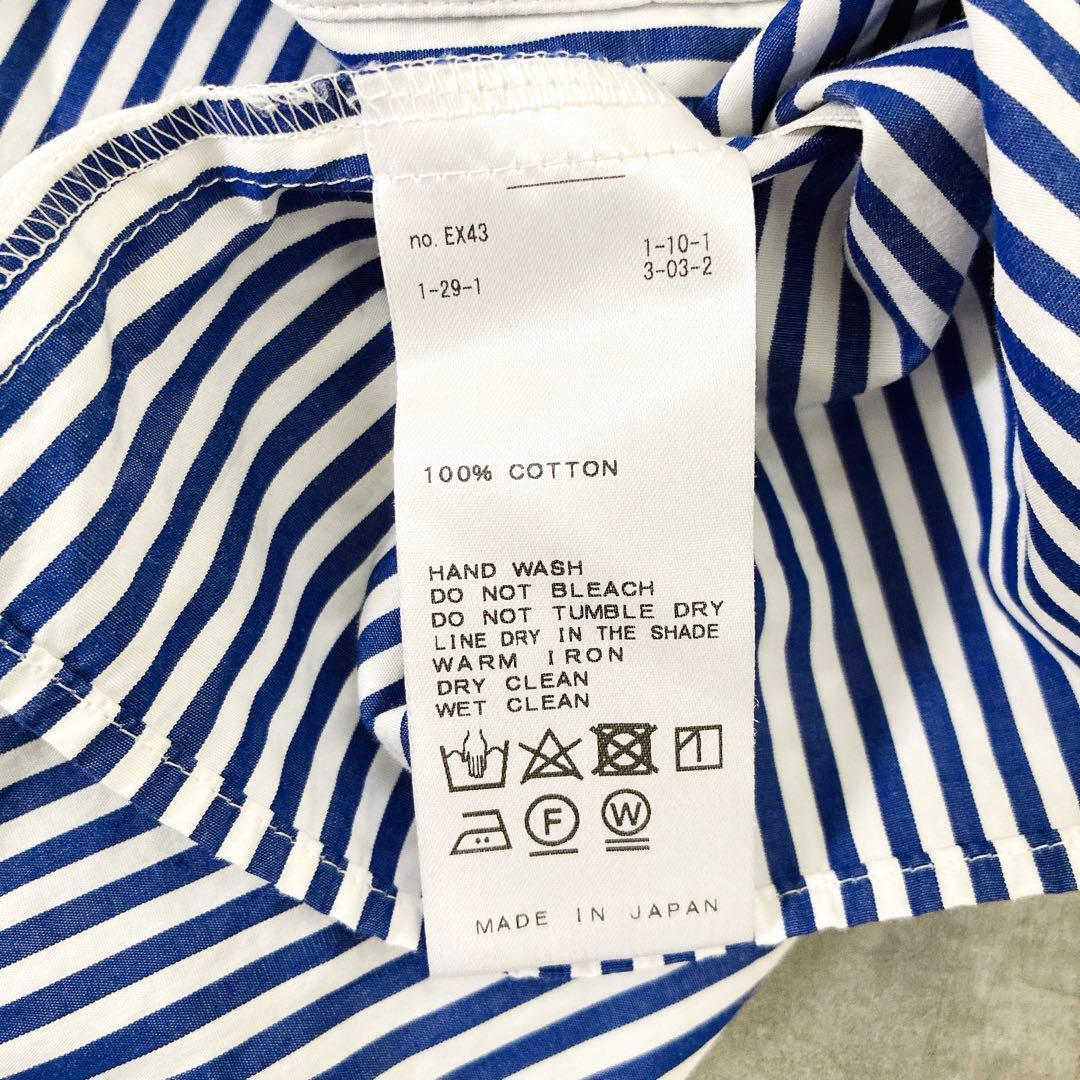 no. EX43
1-10-1
3-03-2
1-29-1
100% COTTON
HAND WASH
DO NOT BLEACH
DO NOT TUMBLE DRY
LINE DRY IN THE SHADE
WARM IRON
DRY CLEAN
WET CLEAN
F W
MADE IN JAPAN